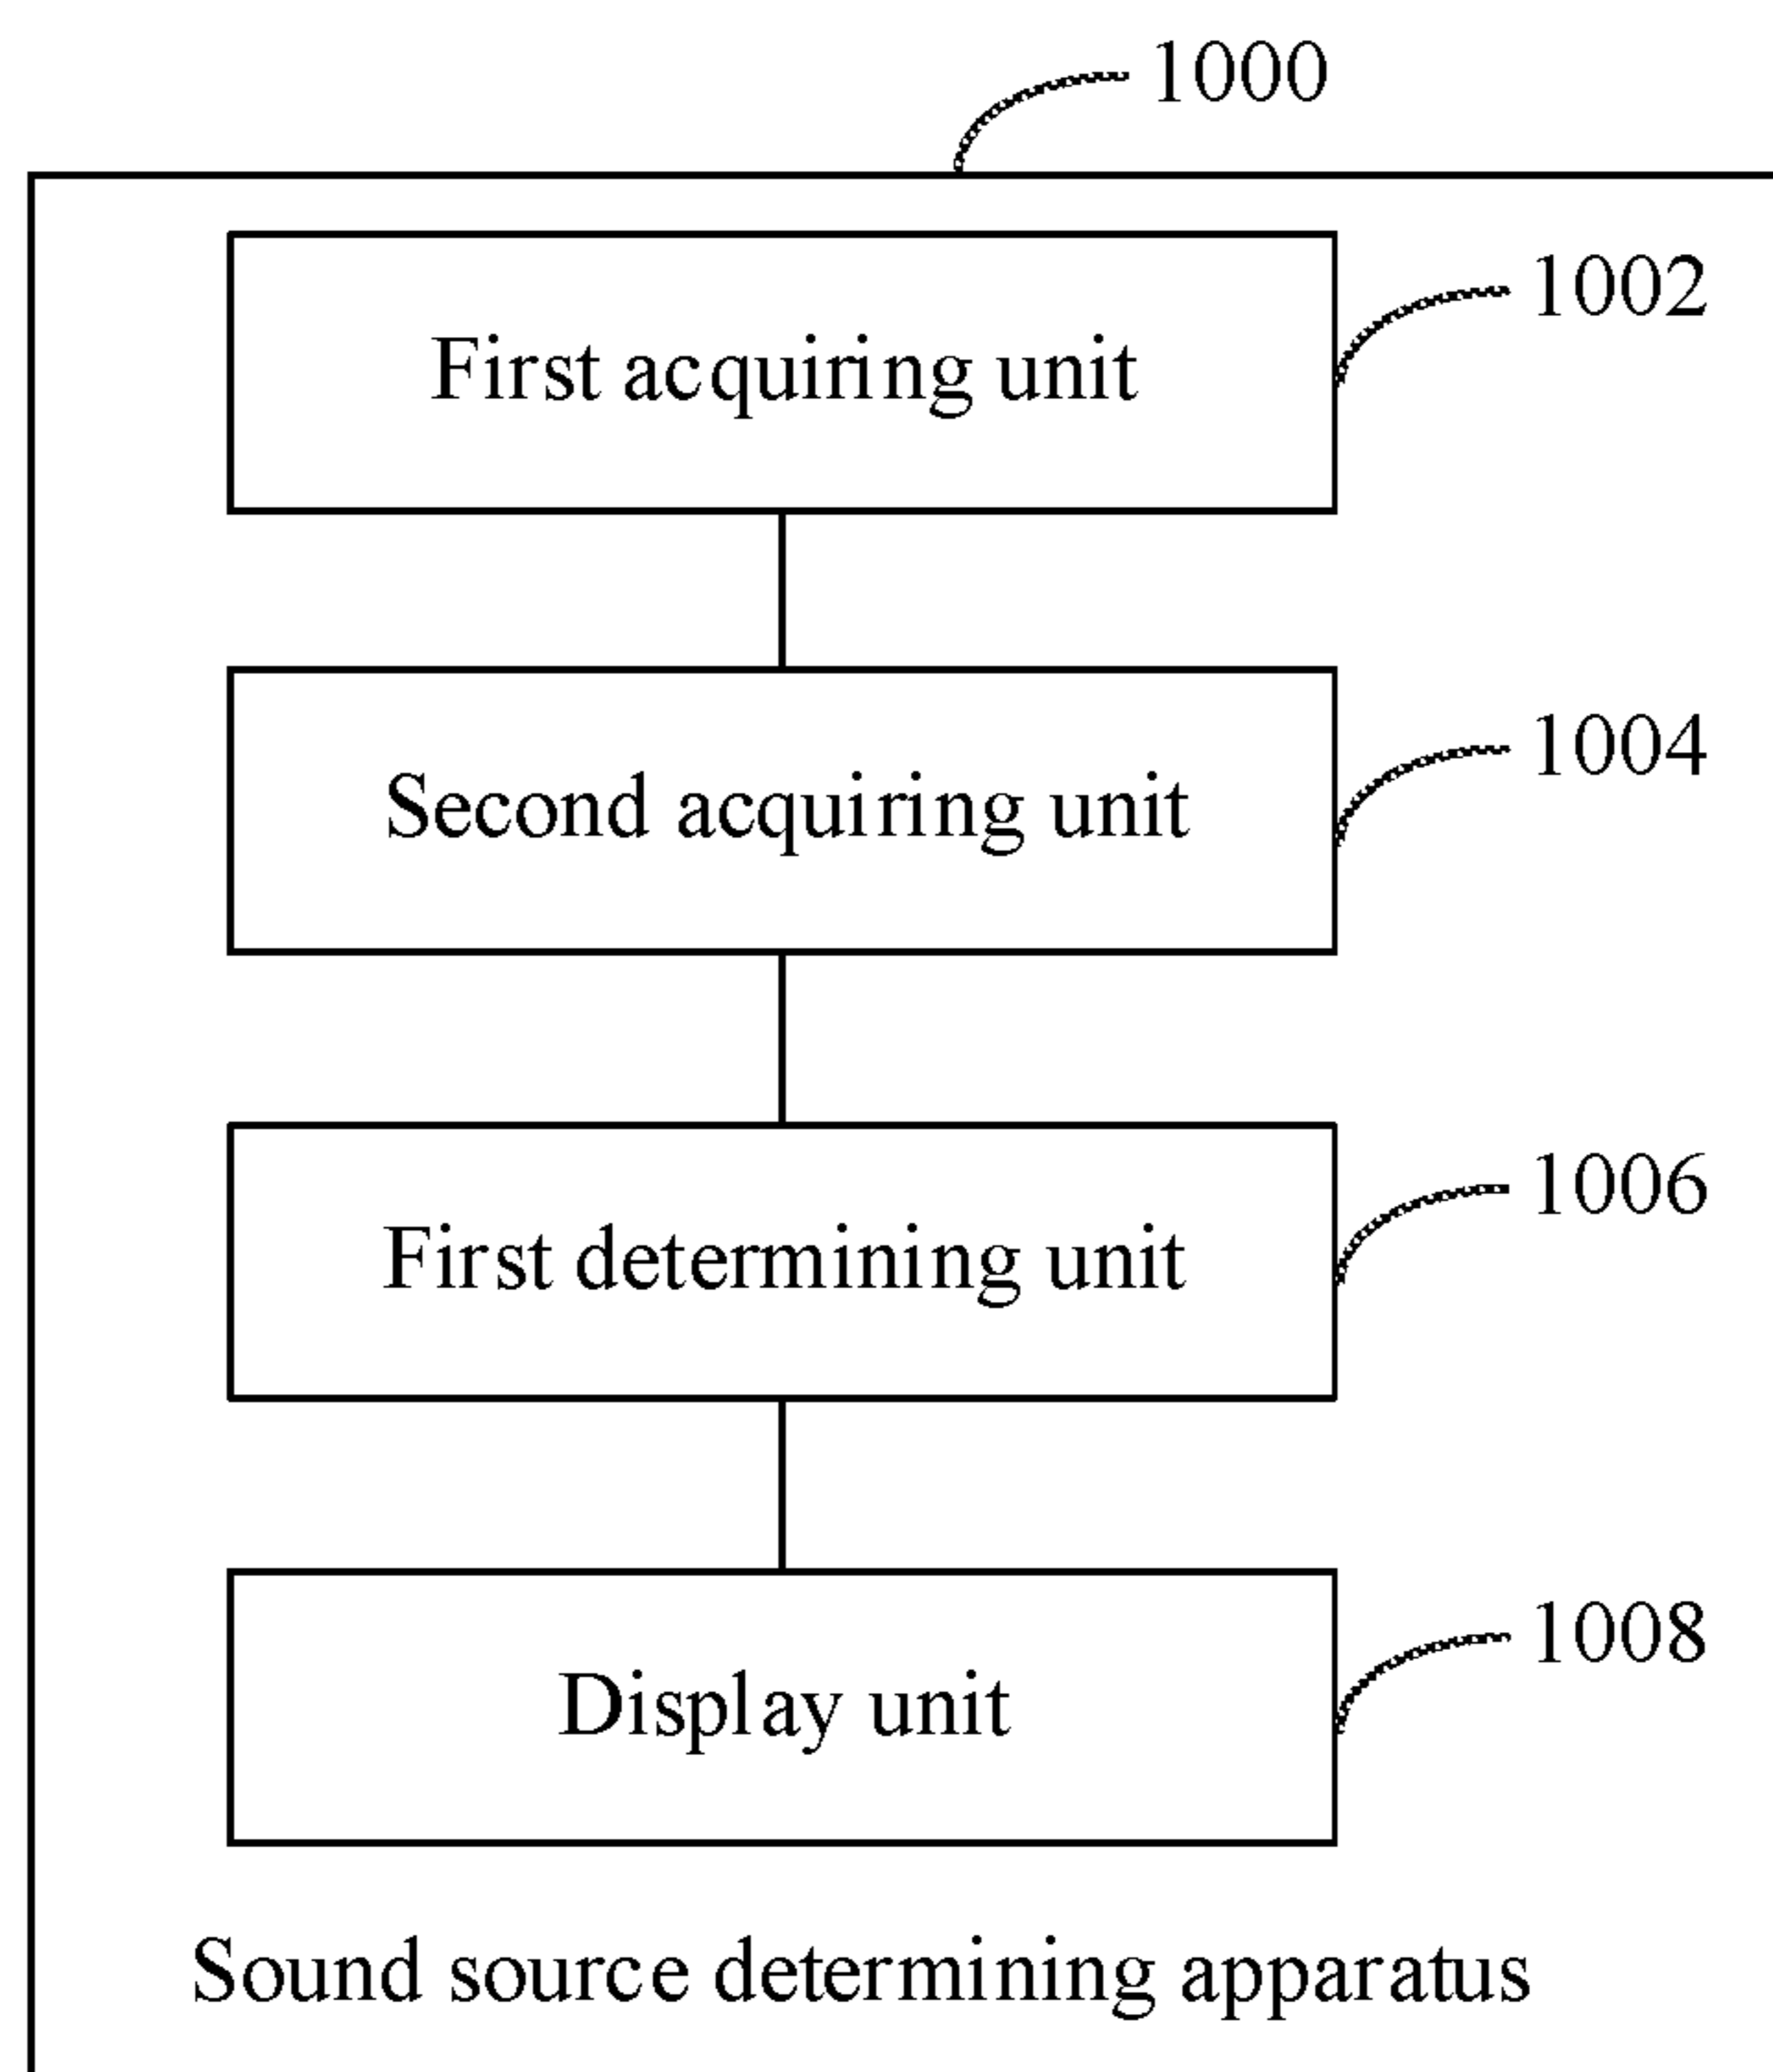 1000
First acquiring unit
1002
Second acquiring unit
1004
First determining unit
1006
Display unit
1008
Sound source determining apparatus